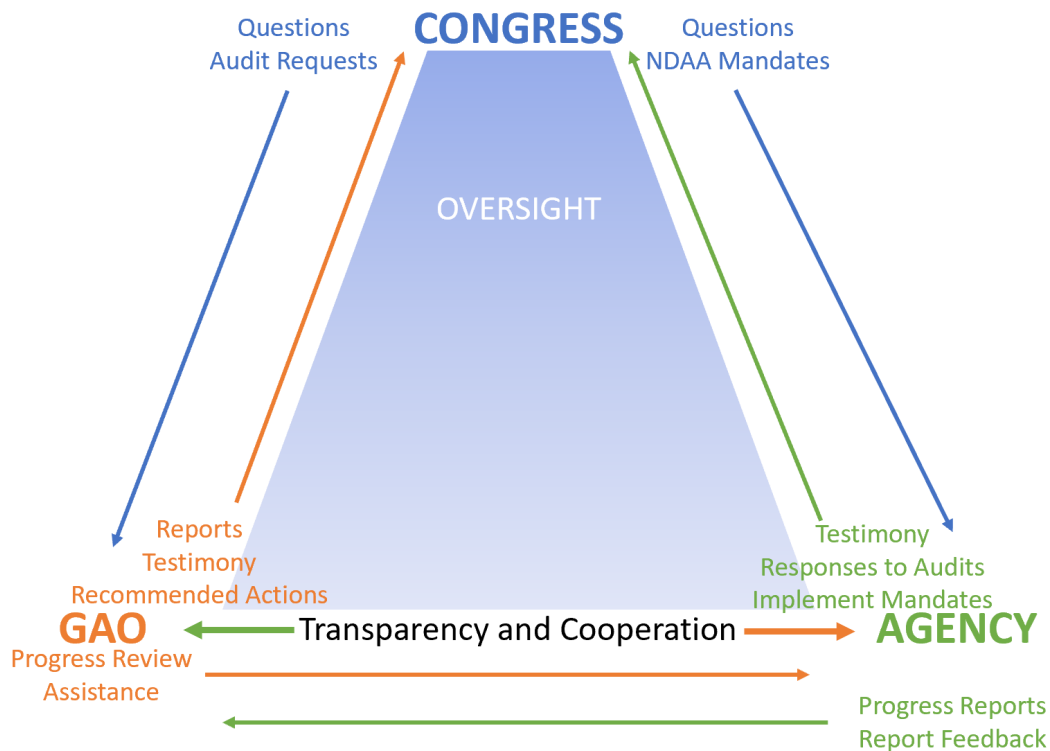 CONGRESS
Questions
Audit Requests
Questions
NDAA Mandates
OVERSIGHT
Reports
Testimony
Recommended Actions
Testimony
Responses to Audits
Implement Mandates
GAO
Transparency and Cooperation
AGENCY
Progress Review
Assistance
Progress Reports
Report Feedback